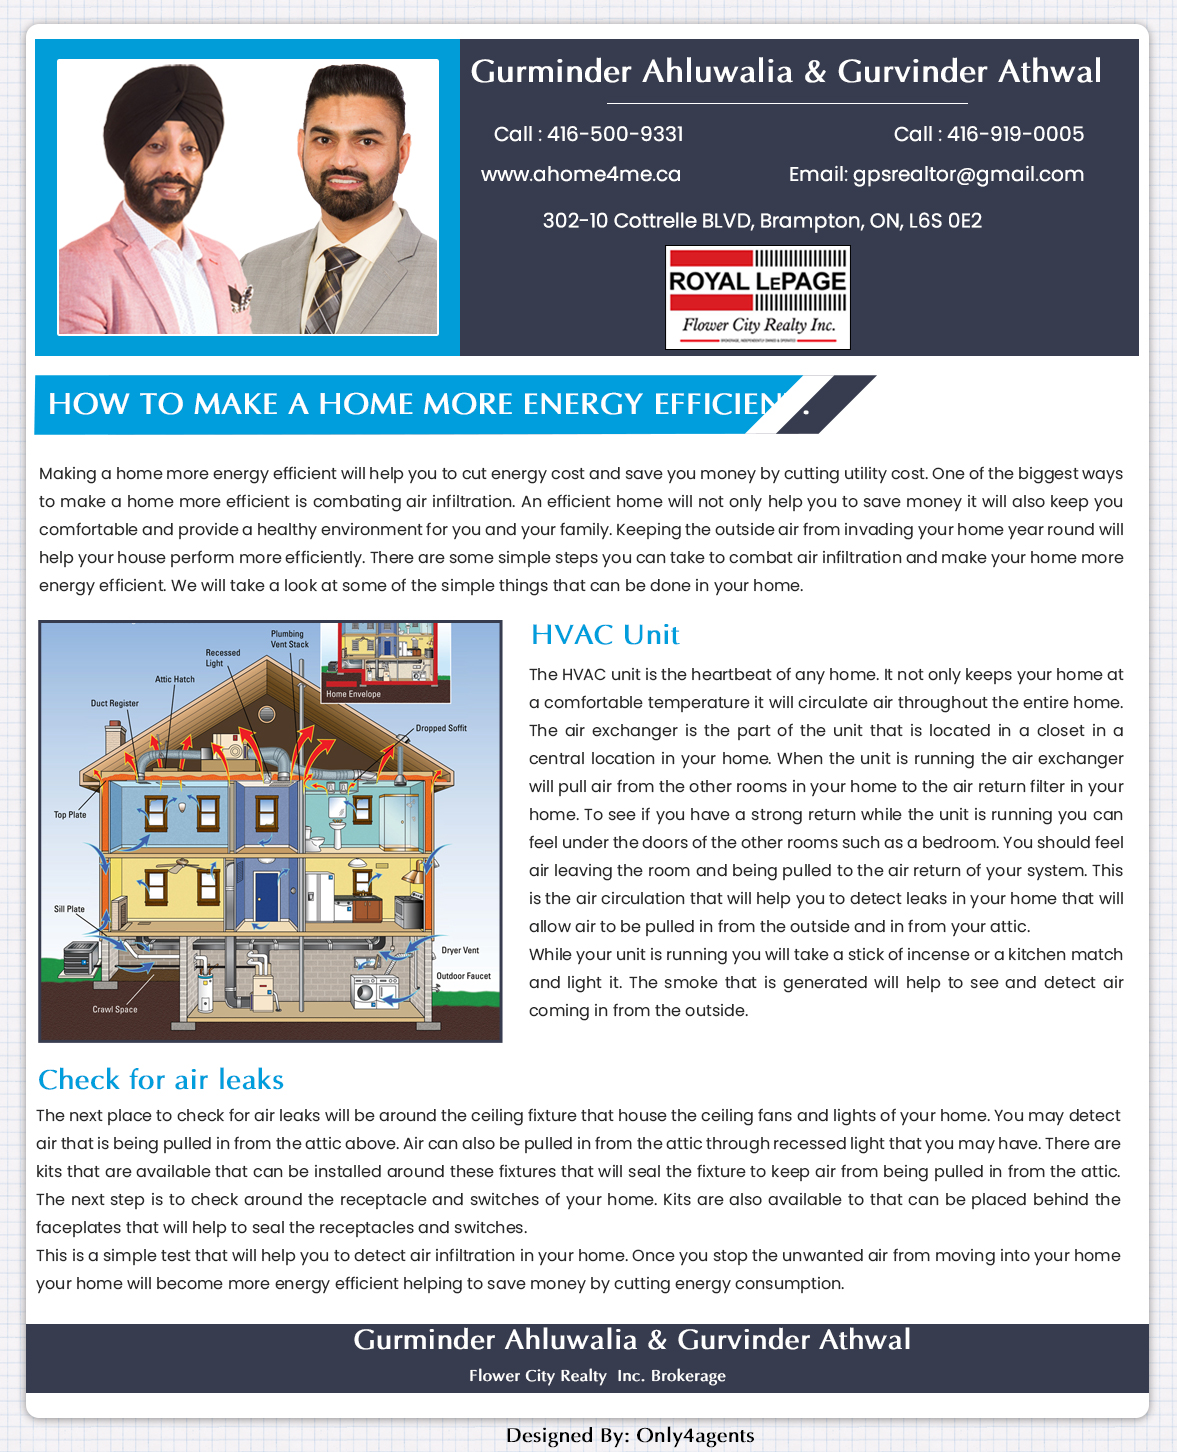 Gurminder Ahluwalia & Gurvinder Athwal
Call : 416-500-9331
Call : 416-919-0005
www.ahome4me.ca
Email: gpsrealtor@gmail.com
302-10 Cottrelle BLVD, Brampton, ON, L6S 0E2
ROYAL LEPAGE
Flower City Realty Inc.
BROKERAGE, INDEPENDENTLY OWNED & OPERATED
HOW TO MAKE A HOME MORE ENERGY EFFICIENT.
Making a home more energy efficient will help you to cut energy cost and save you money by cutting utility cost. One of the biggest ways
to make a home more efficient is combating air infiltration. An efficient home will not only help you to save money it will also keep you
comfortable and provide a healthy environment for you and your family. Keeping the outside air from invading your home year round will
help your house perform more efficiently. There are some simple steps you can take to combat air infiltration and make your home more
energy efficient. We will take a look at some of the simple things that can be done in your home.
Plumbing
Vent Stack
Recessed
Light
Attic Hatch
Duct Register
Home Envelope
Dropped Soffit
Top Plate
Sill Plate
Dryer Vent
Outdoor Faucet
Crawl Space
HVAC Unit
The HVAC unit is the heartbeat of any home. It not only keeps your home at
a comfortable temperature it will circulate air throughout the entire home.
The air exchanger is the part of the unit that is located in a closet in a
central location in your home. When the unit is running the air exchanger
will pull air from the other rooms in your home to the air return filter in your
home. To see if you have a strong return while the unit is running you can
feel under the doors of the other rooms such as a bedroom. You should feel
air leaving the room and being pulled to the air return of your system. This
is the air circulation that will help you to detect leaks in your home that will
allow air to be pulled in from the outside and in from your attic.
While your unit is running you will take a stick of incense or a kitchen match
and light it. The smoke that is generated will help to see and detect air
coming in from the outside.
Check for air leaks
The next place to check for air leaks will be around the ceiling fixture that house the ceiling fans and lights of your home. You may detect
air that is being pulled in from the attic above. Air can also be pulled in from the attic through recessed light that you may have. There are
kits that are available that can be installed around these fixtures that will seal the fixture to keep air from being pulled in from the attic.
The next step is to check around the receptacle and switches of your home. Kits are also available to that can be placed behind the
faceplates that will help to seal the receptacles and switches.
This is a simple test that will help you to detect air infiltration in your home. Once you stop the unwanted air from moving into your home
your home will become more energy efficient helping to save money by cutting energy consumption.
Gurminder Ahluwalia & Gurvinder Athwal
Flower City Realty Inc. Brokerage
Designed By: Only4agents